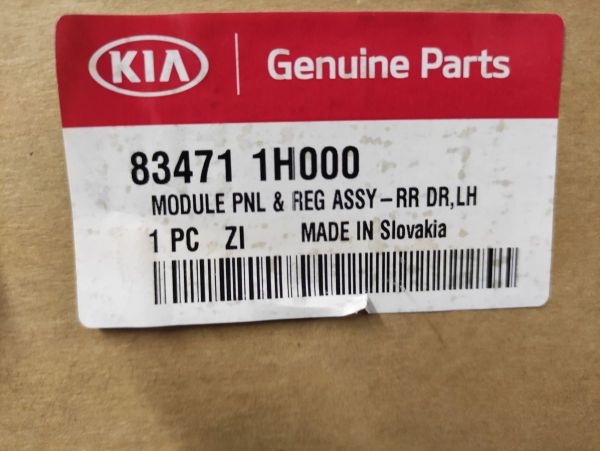 KIA Genuine Parts
83471 1H000
MODULE PNL & REG ASSY-RR DR,LH
1 PC ZI MADE IN Slovakia